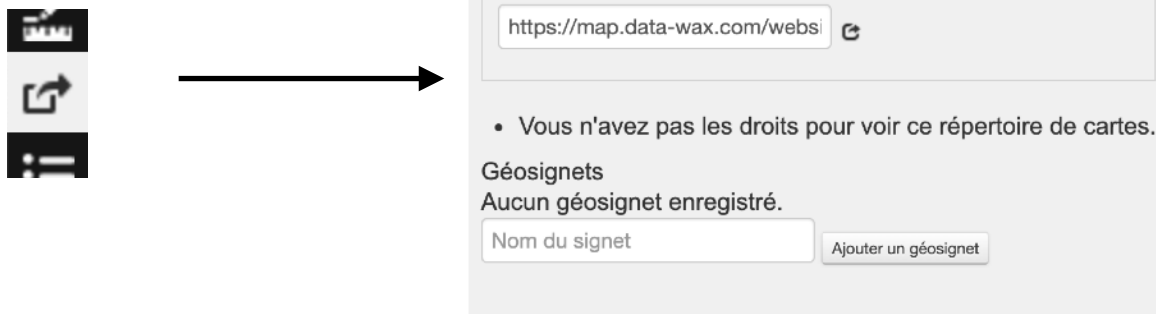 https://map.data-wax.com/websi
• Vous n'avez pas les droits pour voir ce répertoire de cartes.
Géosignets
Aucun géosignet enregistré.
Nom du signet
Ajouter un géosignet